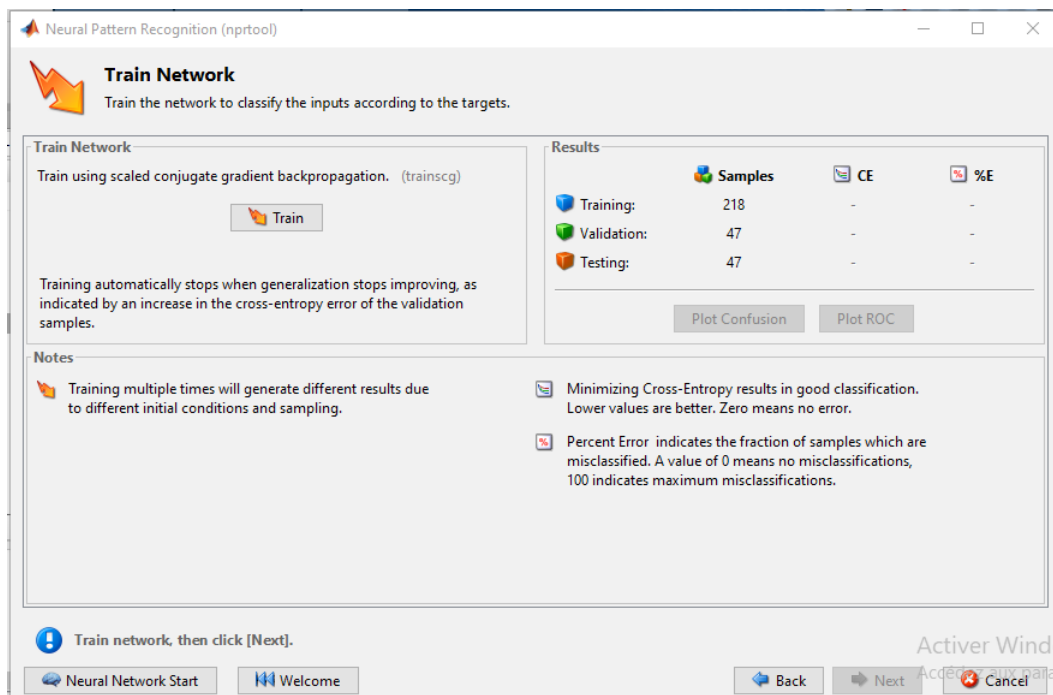 Neural Pattern Recognition (nprtool)
Train Network
Train the network to classify the inputs according to the targets.
Train Network
Train using scaled conjugate gradient backpropagation. (trainscg)
Train
Training automatically stops when generalization stops improving, as
indicated by an increase in the cross-entropy error of the validation
samples.
Results
Samples CE %E
Training: 218 - -
Validation: 47 - -
Testing: 47 - -
Plot Confusion Plot ROC
Notes
Training multiple times will generate different results due
to different initial conditions and sampling.
Minimizing Cross-Entropy results in good classification.
Lower values are better. Zero means no error.
Percent Error indicates the fraction of samples which are
misclassified. A value of 0 means no misclassifications,
100 indicates maximum misclassifications.
Train network, then click [Next].
Activer Wind
Neural Network Start Welcome Back Next Cancel
Accédez aux para